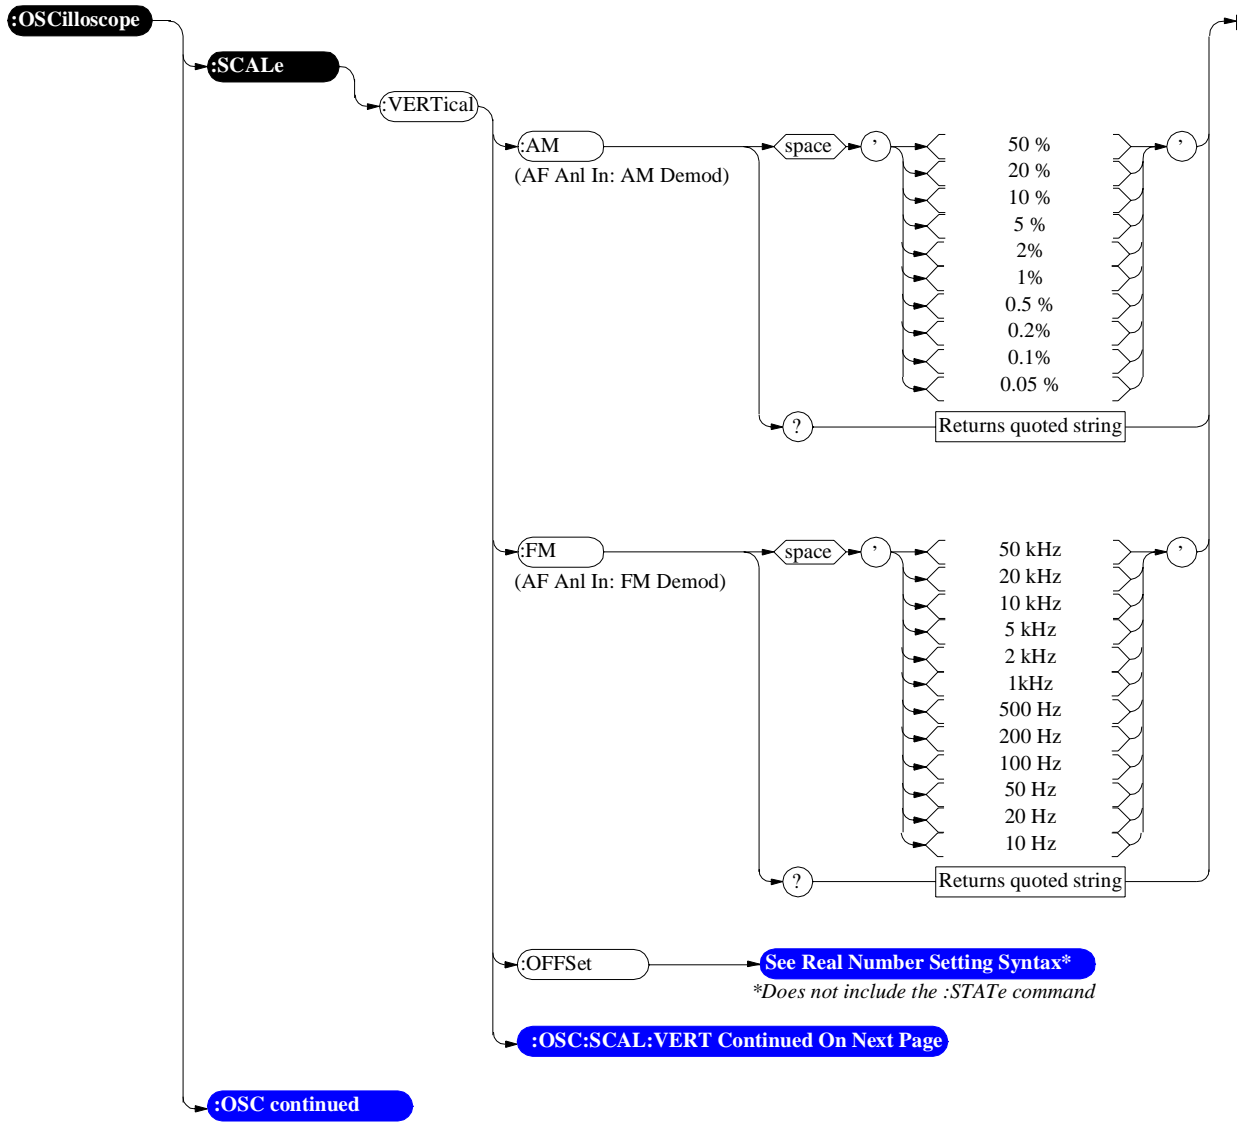 :OSCilloscope
:SCALe
:VERTical
:AM
(AF Anl In: AM Demod)
space
’
50 %
20 %
10 %
5 %
2%
1%
0.5 %
0.2%
0.1%
0.05 %
’
?
Returns quoted string
:FM
(AF Anl In: FM Demod)
space
’
50 kHz
20 kHz
10 kHz
5 kHz
2 kHz
1kHz
500 Hz
200 Hz
100 Hz
50 Hz
20 Hz
10 Hz
’
?
Returns quoted string
:OFFSet
See Real Number Setting Syntax*
*Does not include the :STATe command
:OSC:SCAL:VERT Continued On Next Page
:OSC continued